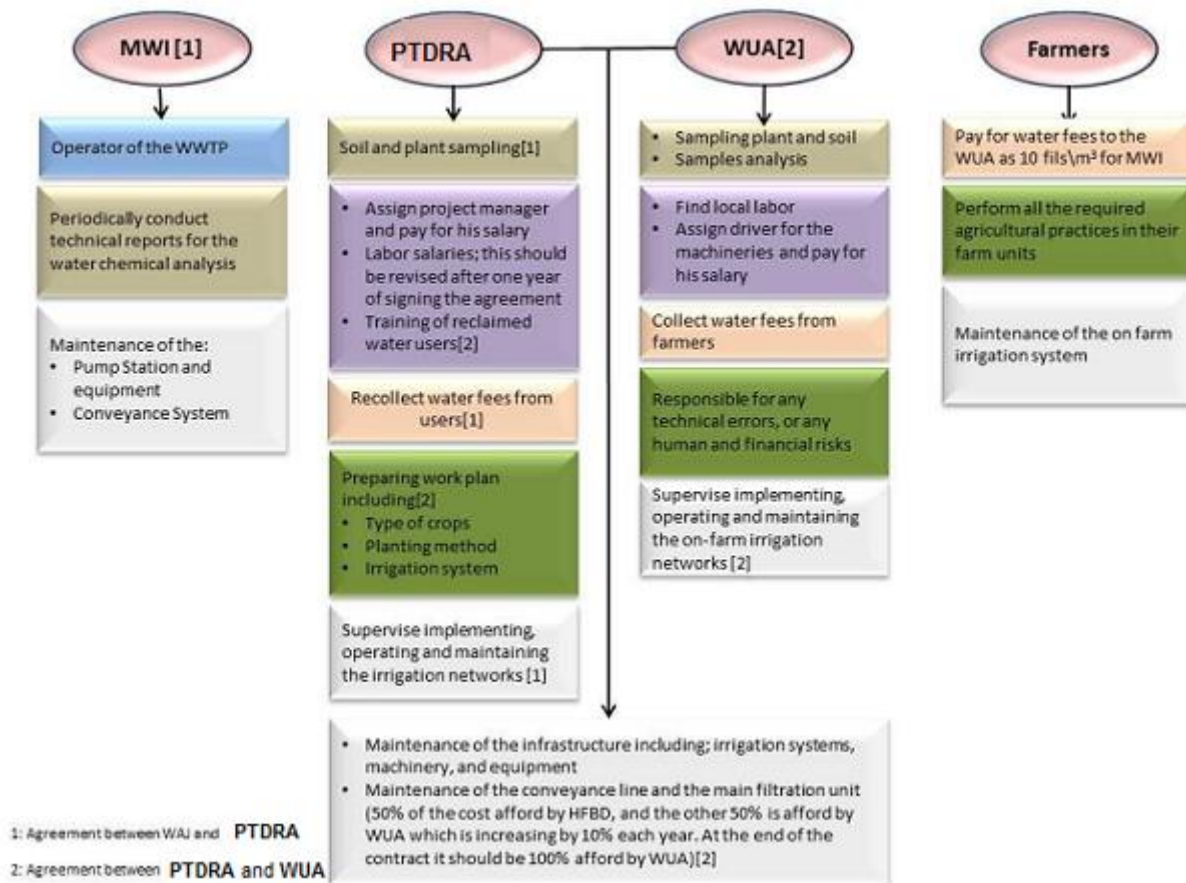 MWI[1]
Operator of the WWTP
Periodically conduct
technical reports for the
water chemical analysis
Maintenance of the:
• Pump Station and
equipment
• Conveyance System
PTDRA
Soil and plant sampling[1]
• Assign project manager
and pay for his salary
• Labor salaries; this should
be revised after one year
of signing the agreement
• Training of reclaimed
water users[2]
Recollect water fees from
users[1]
Preparing work plan
including[2]
• Type of crops
• Planting method
• Irrigation system
Supervise implementing,
operating and maintaining
the irrigation networks [1]
WUA[2]
• Sampling plant and soil
• Samples analysis
• Find local labor
• Assign driver for the
machineries and pay for
his salary
Collect water fees from
farmers
Responsible for any
technical errors, or any
human and financial risks
Supervise implementing,
operating and maintaining
the on-farm irrigation
networks [2]
Farmers
Pay for water fees to the
WUA as 10 fils\m³ for MWI
Perform all the required
agricultural practices in their
farm units
Maintenance of the on farm
irrigation system
• Maintenance of the infrastructure including; irrigation systems,
machinery, and equipment
• Maintenance of the conveyance line and the main filtration unit
(50% of the cost afford by HFBD, and the other 50% is afford by
WUA which is increasing by 10% each year. At the end of the
contract it should be 100% afford by WUA)[2]
1: Agreement between WAJ and PTDRA
2: Agreement between PTDRA and WUA